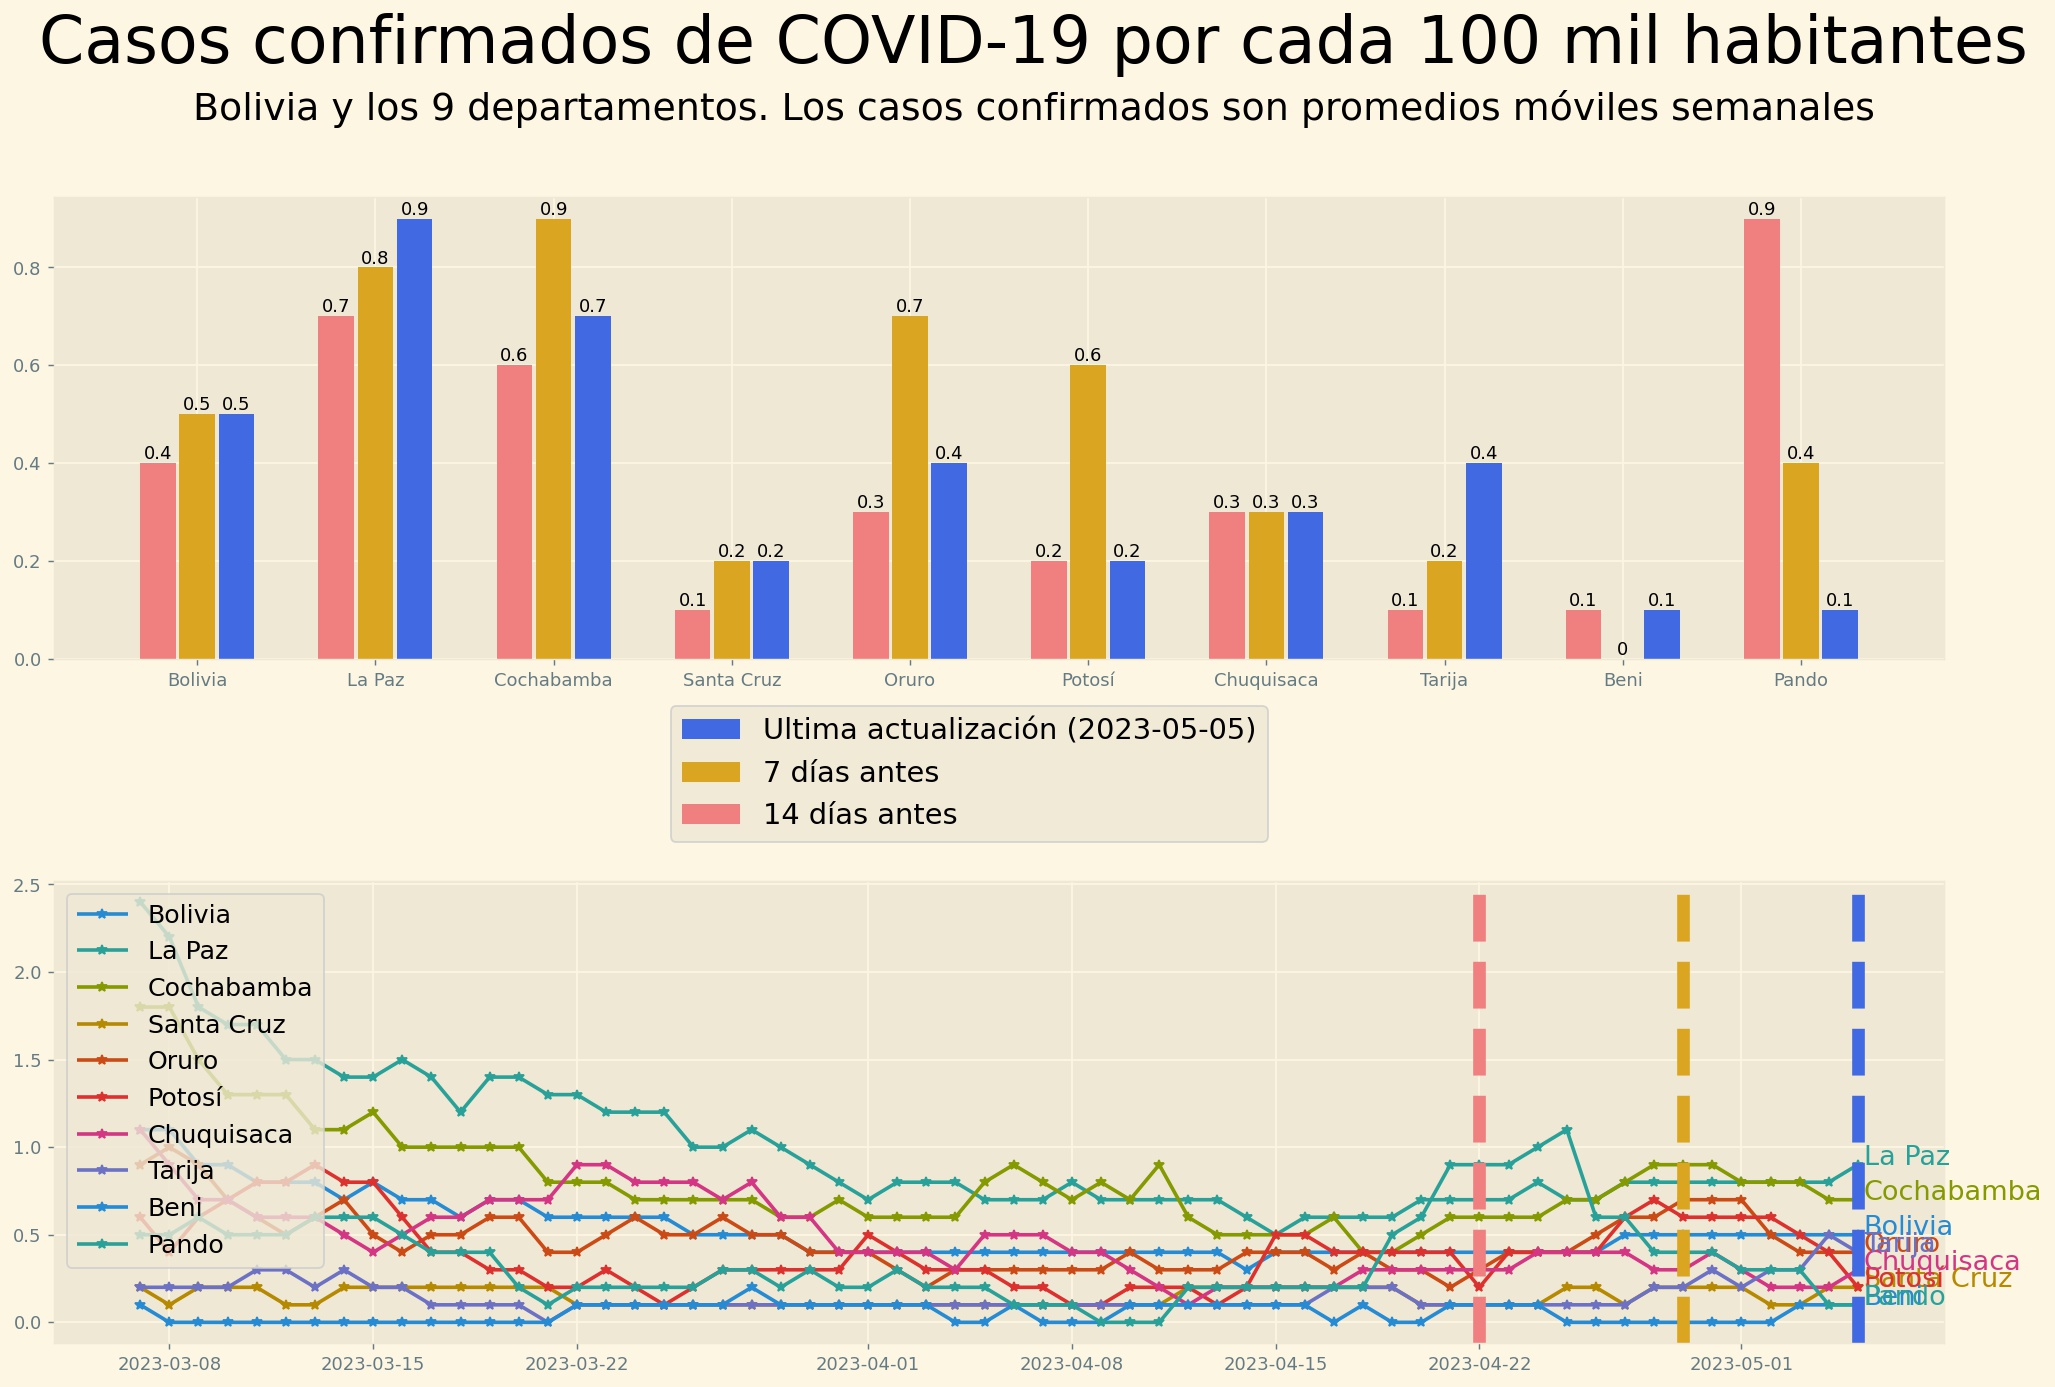 Casos confirmados de COVID-19 por cada 100 mil habitantes
Bolivia y los 9 departamentos. Los casos confirmados son promedios móviles semanales
0.8
0.6
0.4
0.2
0.0
0.4 0.5 0.5
0.7 0.8 0.9
0.6 0.9 0.7
0.1 0.2 0.2
0.3 0.7 0.4
0.2 0.6 0.2
0.3 0.3 0.3
0.1 0.2 0.4
0.1 0 0.1
0.9 0.4 0.1
Bolivia La Paz Cochabamba Santa Cruz Oruro Potosí Chuquisaca Tarija Beni Pando
Ultima actualización (2023-05-05)
7 días antes
14 días antes
2.5
2.0
1.5
1.0
0.5
0.0
Bolivia
La Paz
Cochabamba
Santa Cruz
Oruro
Potosí
Chuquisaca
Tarija
Beni
Pando
La Paz
Cochabamba
Bolivia
Oruro
Tarija
Chuquisaca
Santa Cruz
Potosí
Beni
Pando
2023-03-08 2023-03-15 2023-03-22 2023-04-01 2023-04-08 2023-04-15 2023-04-22 2023-05-01